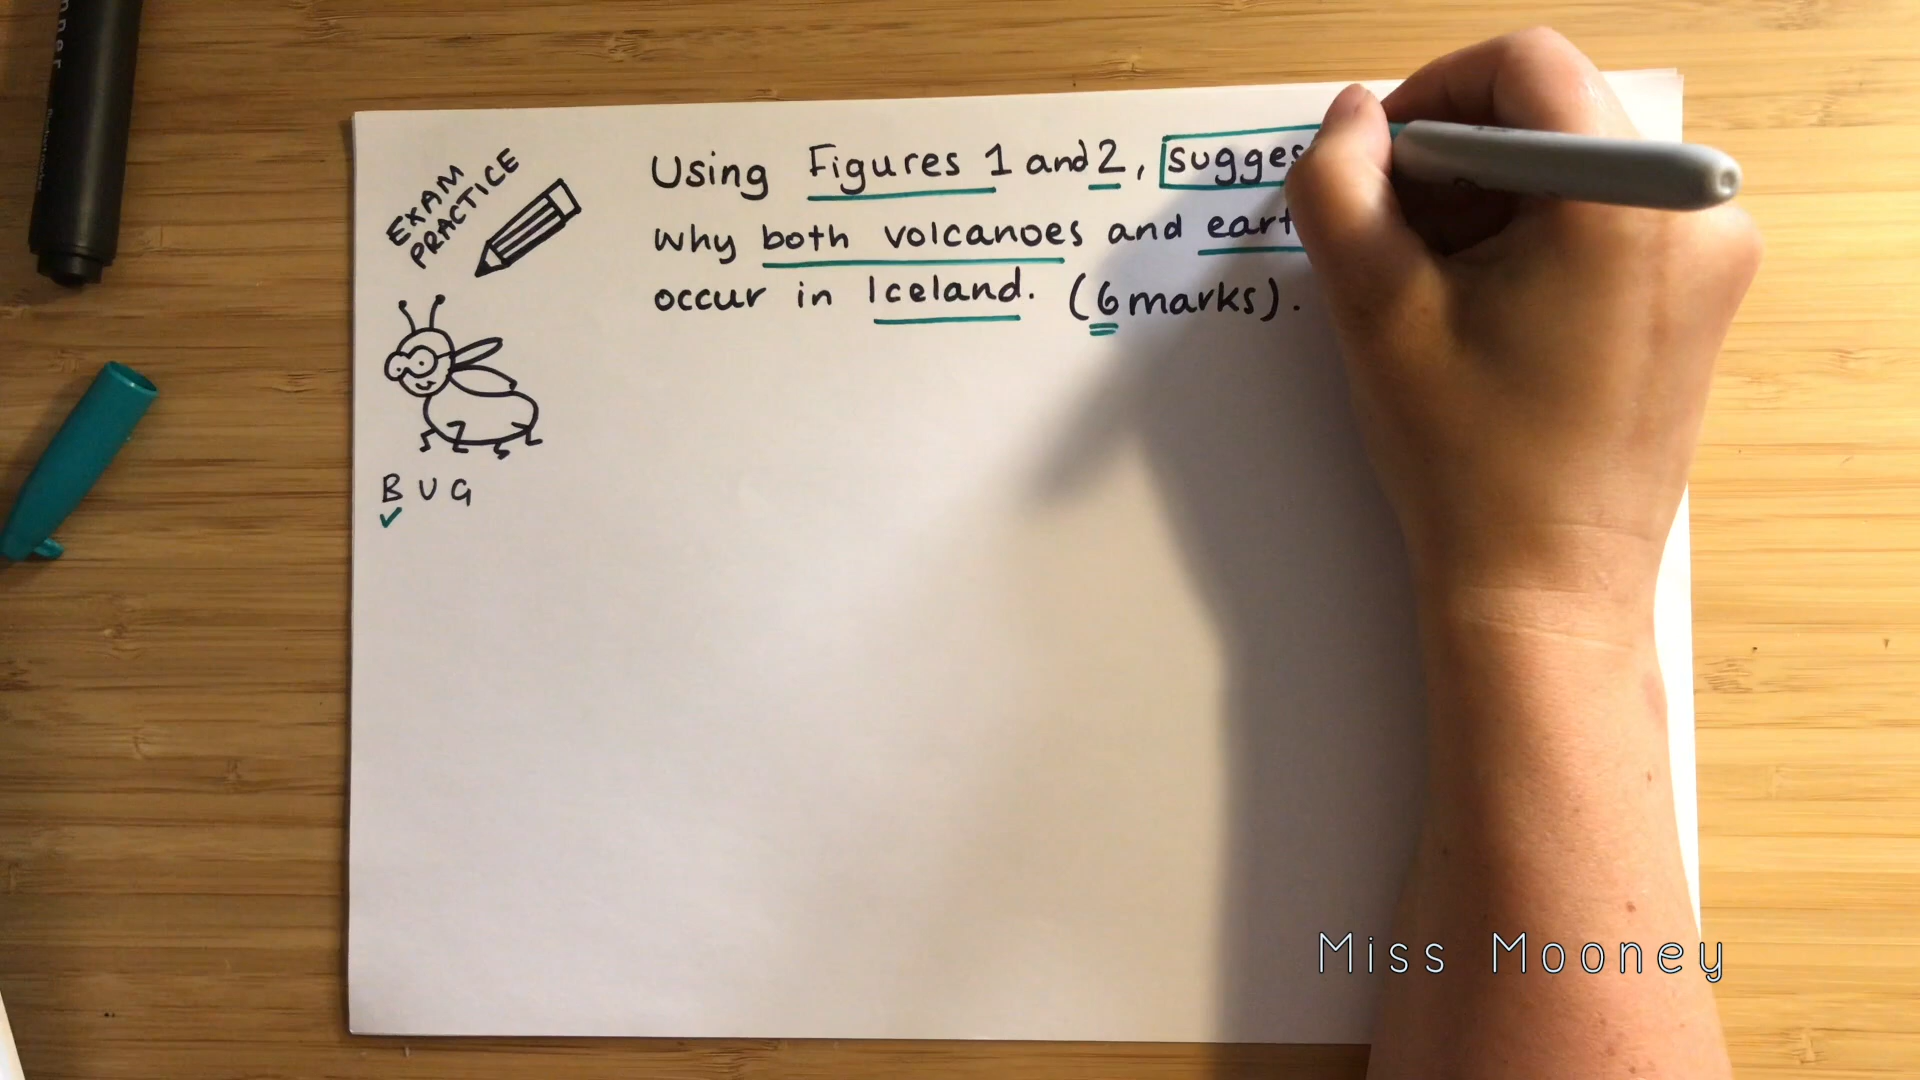 EXAM
PRACTICE
Using Figures 1 and 2, sugges
why both volcanoes and eart
occur in Iceland. (6 marks).
B U G
Miss Mooney